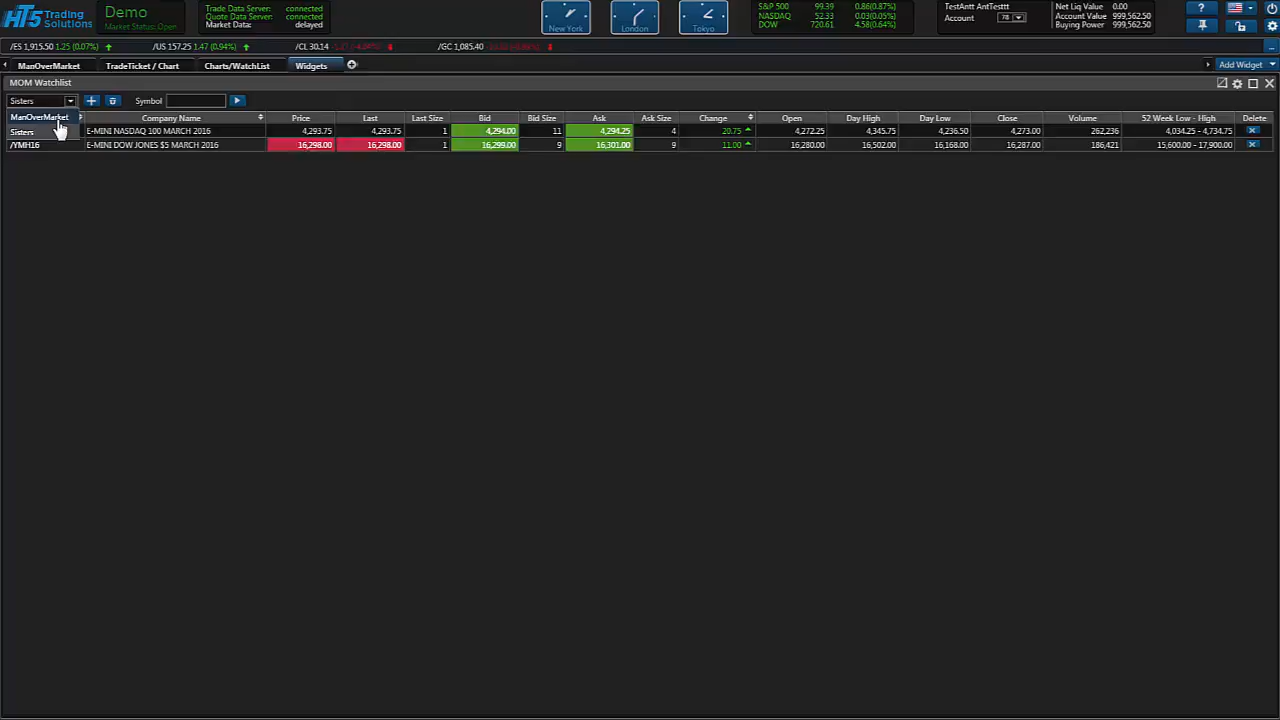 HT5 Trading Solutions
Demo
Market Status: Open
Trade Data Server: connected
Quote Data Server: connected
Market Data: delayed
New York
London
Tokyo
S&P 500 99.39 0.86(0.87%)
NASDAQ 52.33 0.03(0.05%)
DOW 720.61 4.58(0.64%)
TestAntt AntTesttt
Account 78
Net Liq Value 0.00
Account Value 999,562.50
Buying Power 999,562.50
?
/ES 1,915.50 1.25 (0.07%) /US 157.25 1.47 (0.94%) /CL 30.14 /GC 1,085.40
ManOverMarket TradeTicket / Chart Charts/WatchList Widgets Add Widget
MOM Watchlist
Sisters Symbol
ManOverMarket Company Name Price Last Last Size Bid Bid Size Ask Ask Size Change Open Day High Day Low Close Volume 52 Week Low - High Delete
Sisters E-MINI NASDAQ 100 MARCH 2016 4,293.75 4,293.75 1 4,294.00 11 4,294.25 4 20.75 4,272.25 4,345.75 4,236.50 4,273.00 262,236 4,034.25 - 4,734.75
/YMH16 E-MINI DOW JONES $5 MARCH 2016 16,298.00 16,298.00 1 16,299.00 9 16,301.00 9 11.00 16,280.00 16,502.00 16,168.00 16,287.00 186,421 15,600.00 - 17,900.00